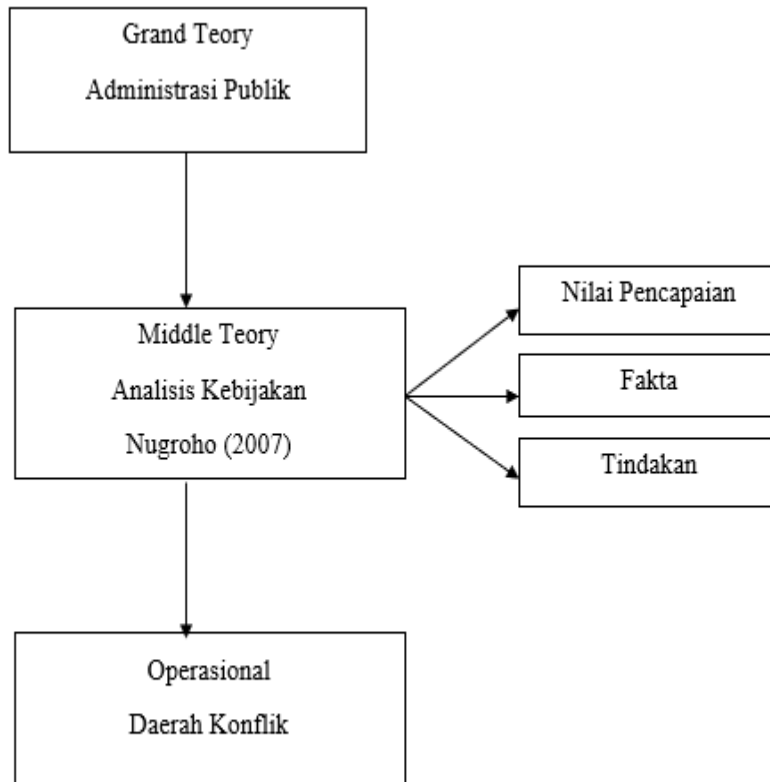 Grand Teory
Administrasi Publik
Middle Teory
Analisis Kebijakan
Nugroho (2007)
Nilai Pencapaian
Fakta
Tindakan
Operasional
Daerah Konflik